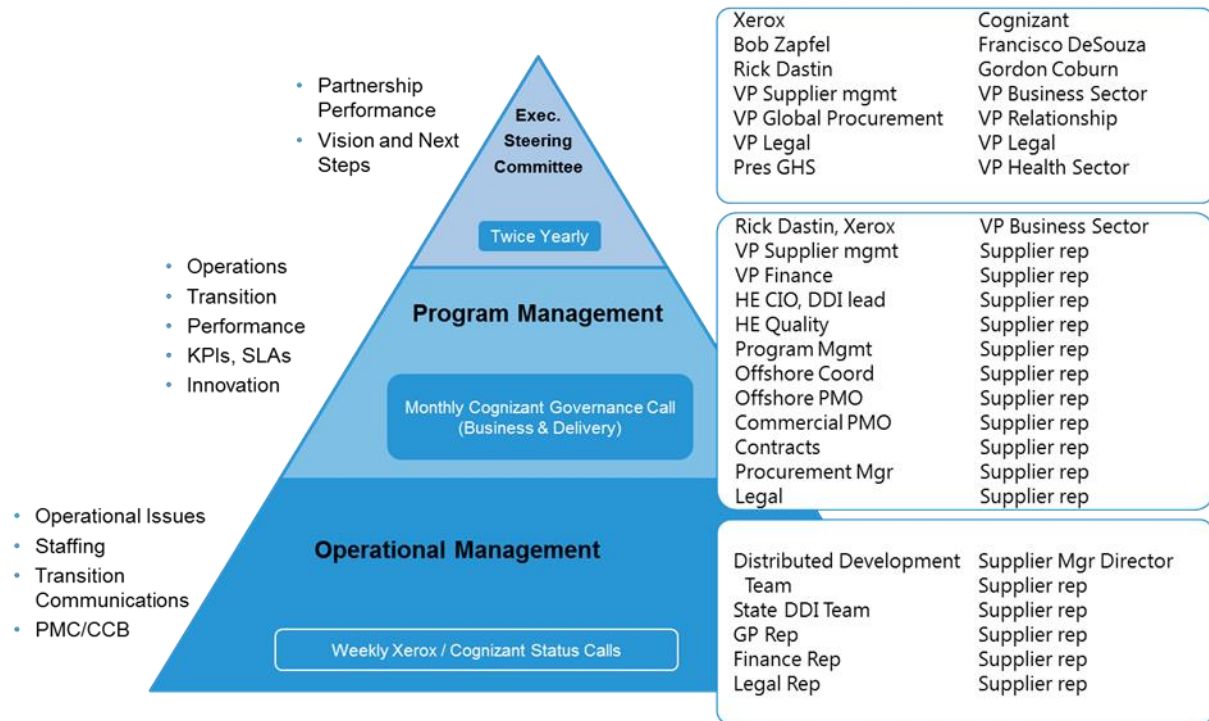 • Partnership
Performance
• Vision and Next
Steps
Exec.
Steering
Committee
Twice Yearly
Xerox Cognizant
Bob Zapfel Francisco DeSouza
Rick Dastin Gordon Coburn
VP Supplier mgmt VP Business Sector
VP Global Procurement VP Relationship
VP Legal VP Legal
Pres GHS VP Health Sector
• Operations
• Transition
• Performance
• KPIs, SLAs
• Innovation
Program Management
Monthly Cognizant Governance Call
(Business & Delivery)
Rick Dastin, Xerox VP Business Sector
VP Supplier mgmt Supplier rep
VP Finance Supplier rep
HE CIO, DDI lead Supplier rep
HE Quality Supplier rep
Program Mgmt Supplier rep
Offshore Coord Supplier rep
Offshore PMO Supplier rep
Commercial PMO Supplier rep
Contracts Supplier rep
Procurement Mgr Supplier rep
Legal Supplier rep
• Operational Issues
• Staffing
• Transition
Communications
• PMC/CCB
Operational Management
Weekly Xerox / Cognizant Status Calls
Distributed Development Supplier Mgr Director
Team Supplier rep
State DDI Team Supplier rep
GP Rep Supplier rep
Finance Rep Supplier rep
Legal Rep Supplier rep